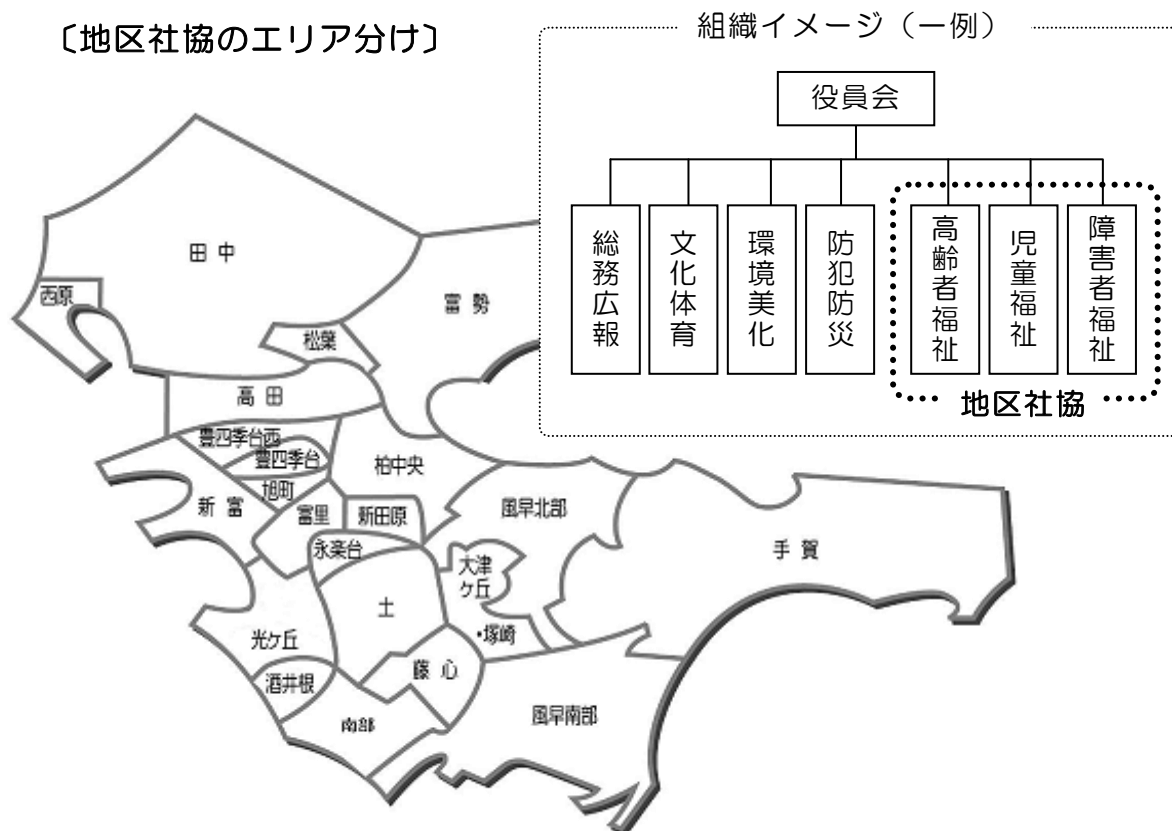 〔地区社協のエリア分け〕
組織イメージ（一例）
役員会
総務広報
文化体育
環境美化
防犯防災
高齢者福祉
児童福祉
障害者福祉
地区社協
田中
西原
富勢
松葉
高田
豊四季台西
豊四季台
旭町
新富
柏中央
富里
新田原
永楽台
風早北部
手賀
大津
ケ丘
土
・塚崎
光ケ丘
藤心
酒井根
南部
風早南部